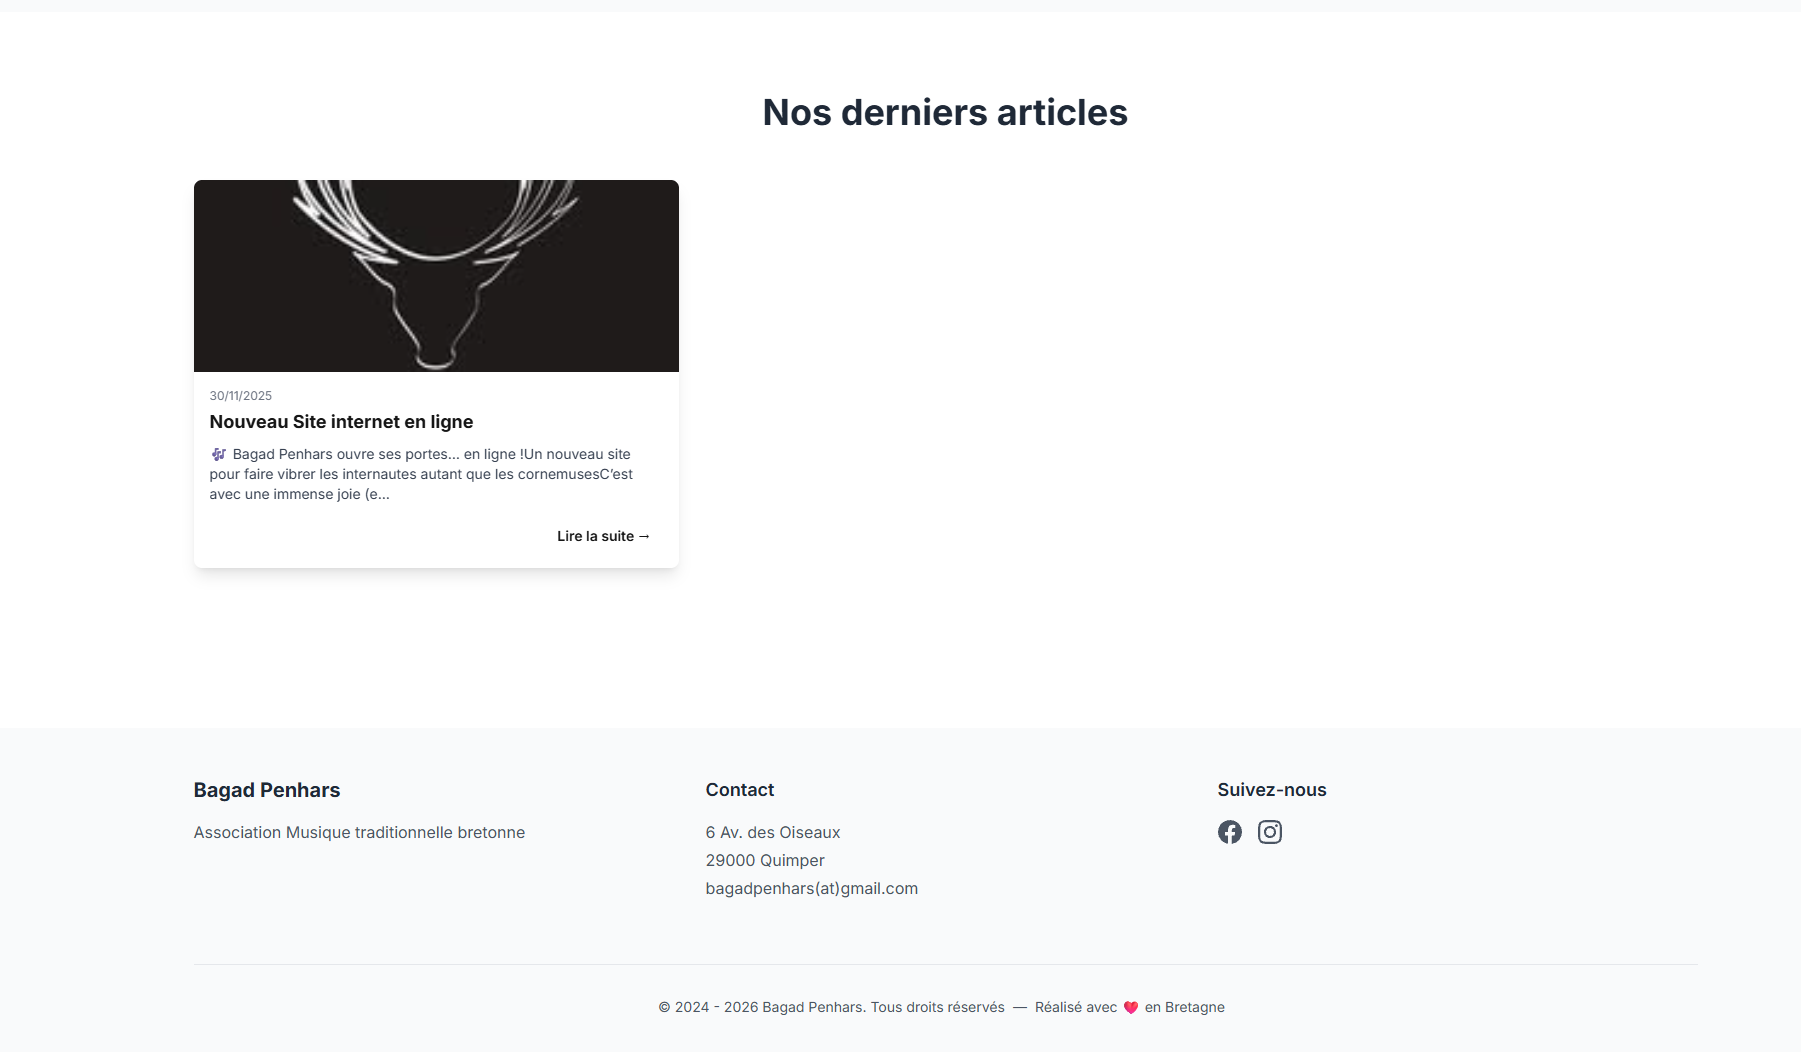 Nos derniers articles
30/11/2025
Nouveau Site internet en ligne
🎶 Bagad Penhars ouvre ses portes… en ligne !Un nouveau site
pour faire vibrer les internautes autant que les cornemusesC’est
avec une immense joie (e...
Lire la suite →
Bagad Penhars
Association Musique traditionnelle bretonne
Contact
6 Av. des Oiseaux
29000 Quimper
bagadpenhars(at)gmail.com
Suivez-nous
© 2024 - 2026 Bagad Penhars. Tous droits réservés — Réalisé avec ❤️ en Bretagne